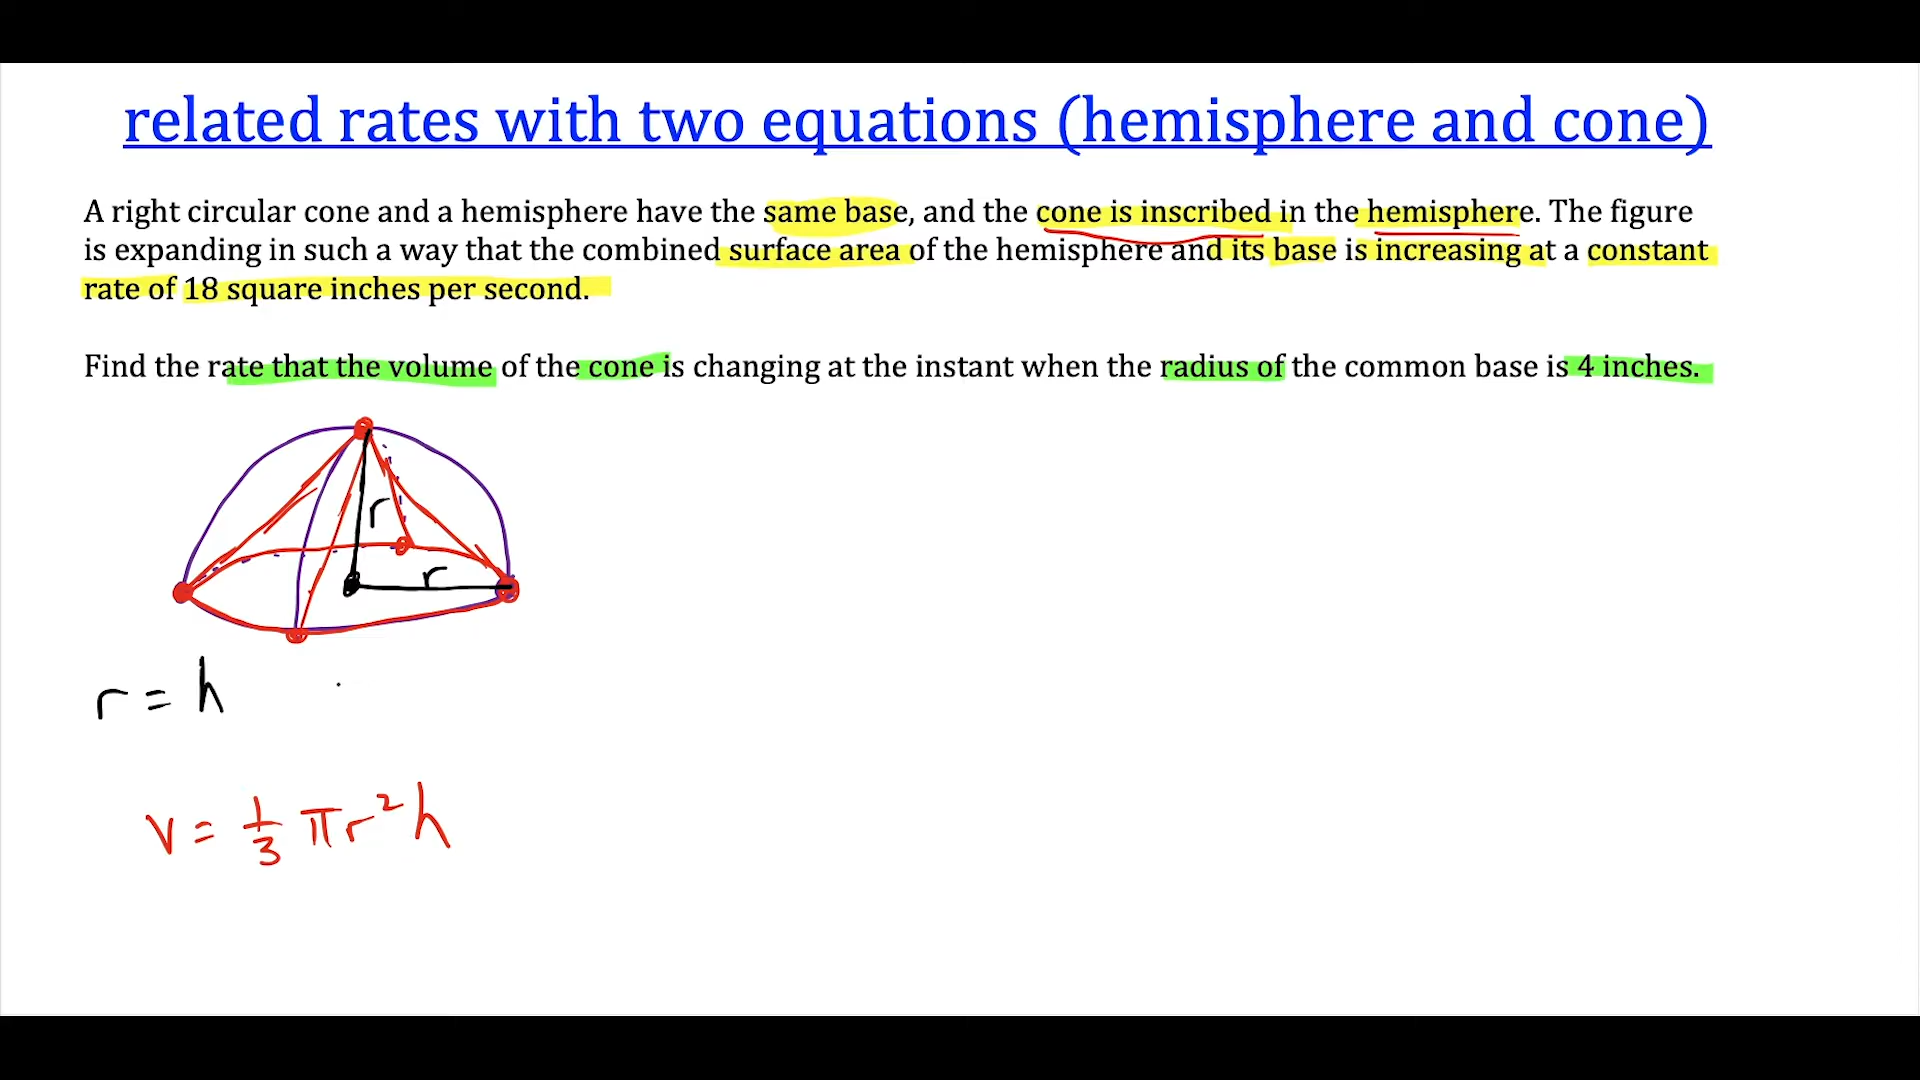 related rates with two equations (hemisphere and cone)
A right circular cone and a hemisphere have the same base, and the cone is inscribed in the hemisphere. The figure
is expanding in such a way that the combined surface area of the hemisphere and its base is increasing at a constant
rate of 18 square inches per second.
Find the rate that the volume of the cone is changing at the instant when the radius of the common base is 4 inches.
r
r
r = h
V = 1/3 πr²h